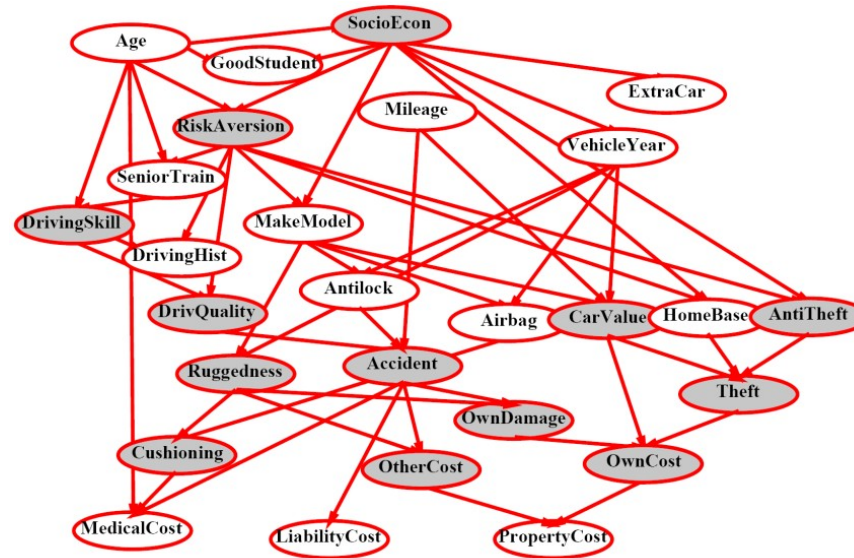 SocioEcon
Age
GoodStudent
ExtraCar
Mileage
RiskAversion
VehicleYear
SeniorTrain
DrivingSkill
MakeModel
DrivingHist
Antilock
DrivQuality
Airbag
CarValue
HomeBase
AntiTheft
Ruggedness
Accident
Theft
OwnDamage
Cushioning
OtherCost
OwnCost
MedicalCost
LiabilityCost
PropertyCost